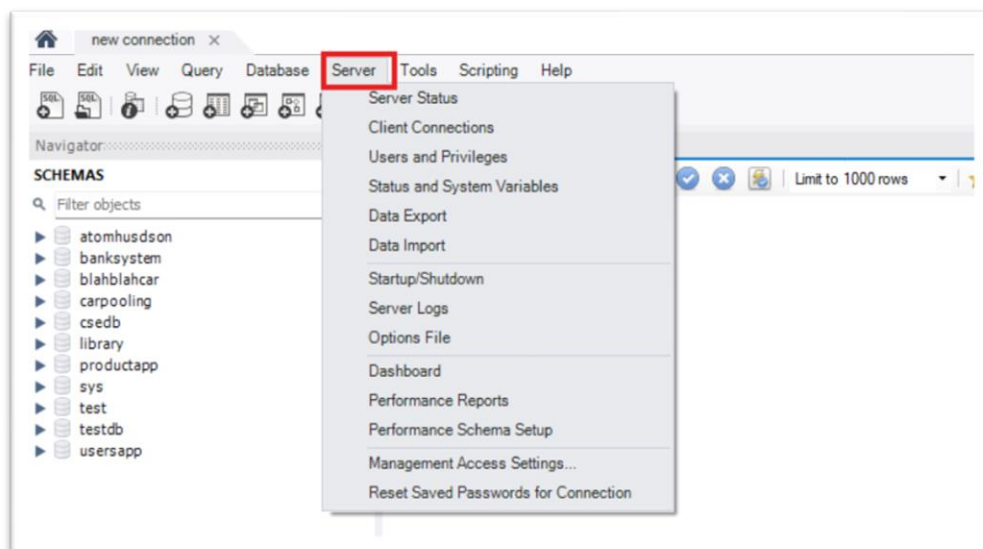 new connection ×
File Edit View Query Database Server Tools Scripting Help
SQL SQL
Navigator
SCHEMAS
Filter objects
atomhusdson
banksystem
blahblahcar
carpooling
csedb
library
productapp
sys
test
testdb
usersapp
Server Status
Client Connections
Users and Privileges
Status and System Variables
Data Export
Data Import
Startup/Shutdown
Server Logs
Options File
Dashboard
Performance Reports
Performance Schema Setup
Management Access Settings...
Reset Saved Passwords for Connection
Limit to 1000 rows